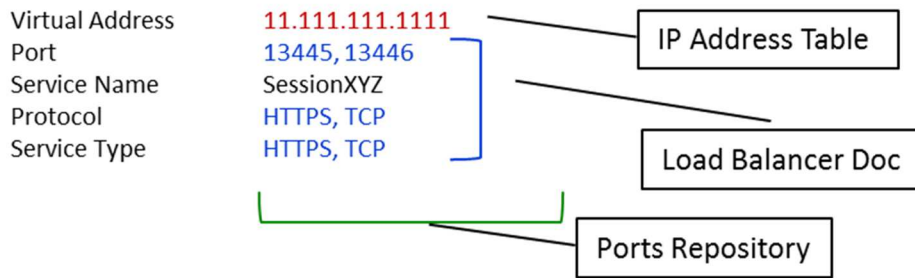 Virtual Address 11.111.111.1111
Port 13445, 13446
Service Name SessionXYZ
Protocol HTTPS, TCP
Service Type HTTPS, TCP
IP Address Table
Load Balancer Doc
Ports Repository